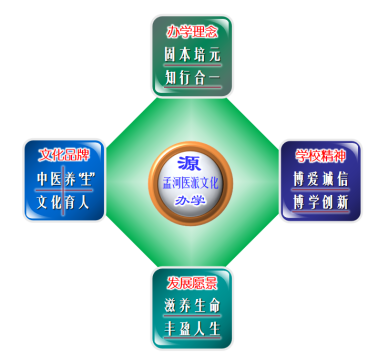 办学理念
固本培元
知行合一
文化品牌
中医养“生”
文化育人
源
孟河医派文化
办学
学校精神
博爱诚信
博学创新
发展愿景
滋养生命
丰盈人生